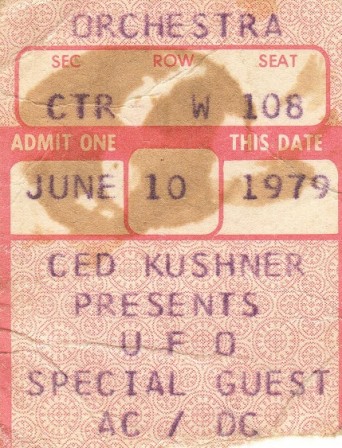 ORCHESTRA
SEC ROW SEAT
CTR W 108
ADMIT ONE THIS DATE
JUNE 10 1979
CED KUSHNER
PRESENTS
U F O
SPECIAL GUEST
AC / DC